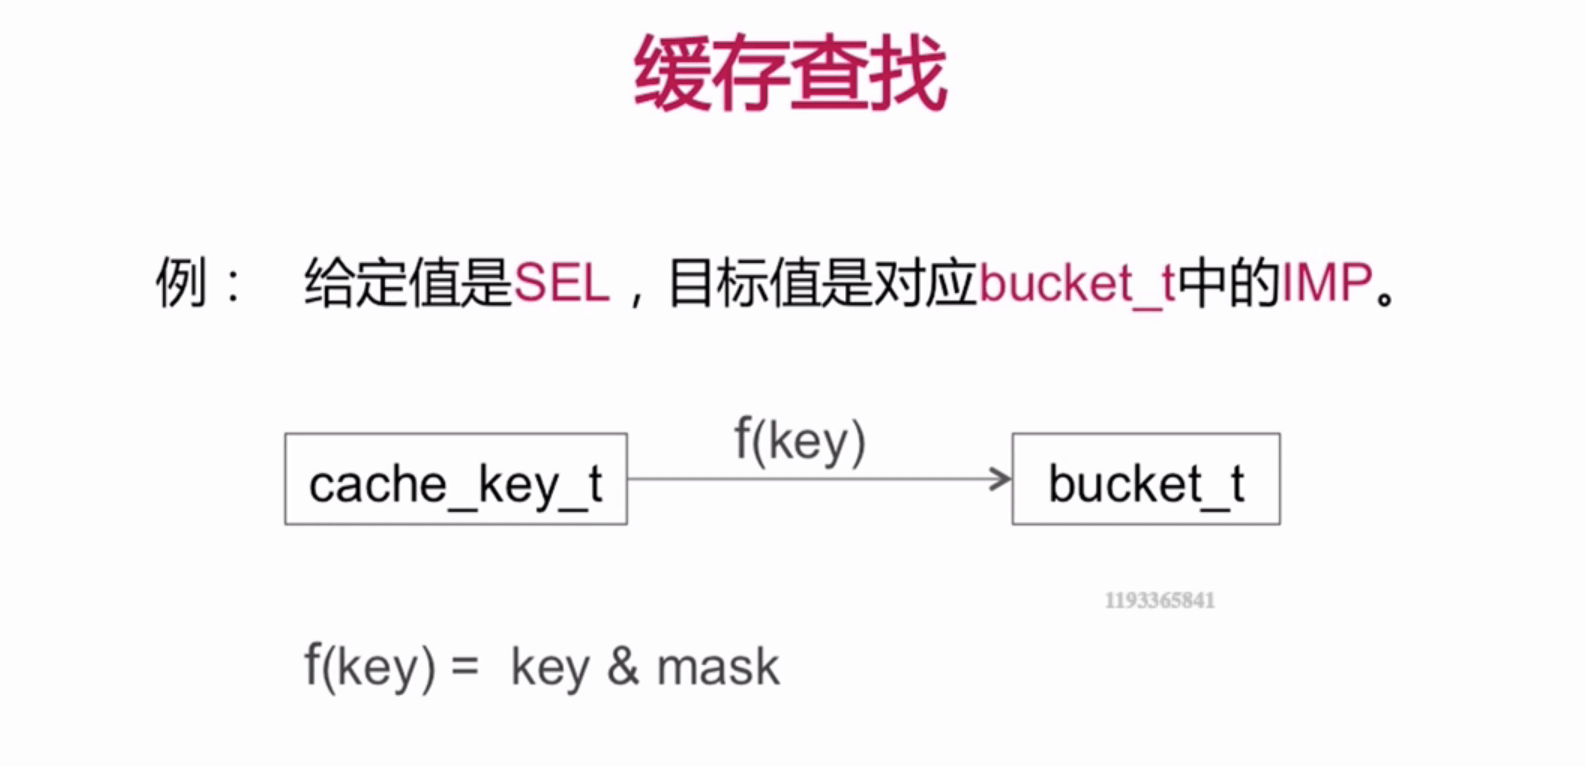 缓存查找
例： 给定值是SEL，目标值是对应bucket_t中的IMP。
f(key)
cache_key_t
bucket_t
1193365841
f(key) = key & mask